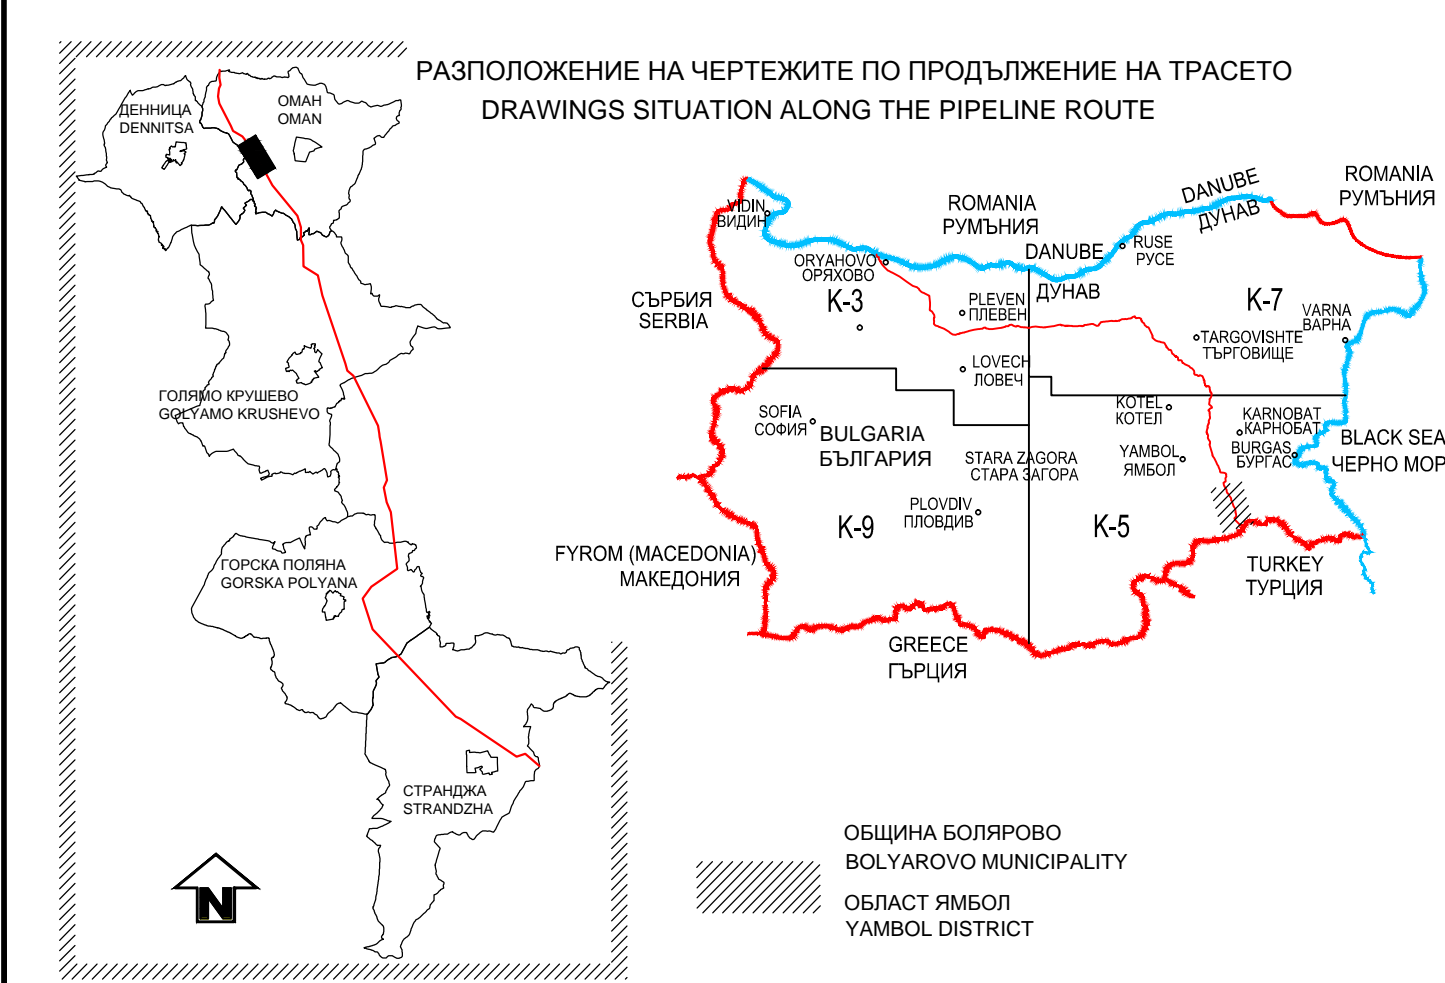 РАЗПОЛОЖЕНИЕ НА ЧЕРТЕЖИТЕ ПО ПРОДЪЛЖЕНИЕ НА ТРАСЕТО
DRAWINGS SITUATION ALONG THE PIPELINE ROUTE
ДЕННИЦА
DENNITSA
ОМАН
OMAN
ГОЛЯМО КРУШЕВО
GOLYAMO KRUSHEVO
ГОРСКА ПОЛЯНА
GORSKA POLYANA
СТРАНДЖА
STRANDZHA
N
VIDIN
ВИДИН
ROMANIA
РУМЪНИЯ
DANUBE
ДУНАВ
ROMANIA
РУМЪНИЯ
ORYAHOVO
ОРЯХОВО
DANUBE
ДУНАВ
RUSE
РУСЕ
СЪРБИЯ
SERBIA
K-3
PLEVEN
ПЛЕВЕН
K-7
VARNA
ВАРНА
TARGOVISHTE
ТЪРГОВИЩЕ
LOVECH
ЛОВЕЧ
SOFIA
СОФИЯ
BULGARIA
БЪЛГАРИЯ
KOTEL
КОТЕЛ
KARNOBAT
КАРНОБАТ
STARA ZAGORA
СТАРА ЗАГОРА
YAMBOL
ЯМБОЛ
BURGAS
БУРГАС
BLACK SEA
ЧЕРНО МОР
PLOVDIV
ПЛОВДИВ
K-9
K-5
FYROM (MACEDONIA)
МАКЕДОНИЯ
TURKEY
ТУРЦИЯ
GREECE
ГЪРЦИЯ
ОБЩИНА БОЛЯРОВО
BOLYAROVO MUNICIPALITY
ОБЛАСТ ЯМБОЛ
YAMBOL DISTRICT